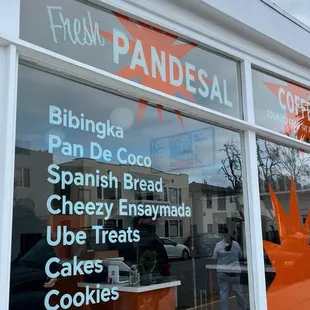 Fresh PANDESAL
COFF
Bibingka
Pan De Coco
Spanish Bread
Cheezy Ensaymada
Ube Treats
Cakes
Cookies